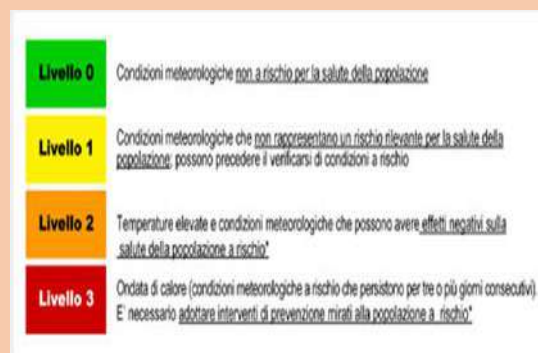 Livello 0
Condizioni meteorologiche non a rischio per la salute della popolazione
Livello 1
Condizioni meteorologiche che non rappresentano un rischio rilevante per la salute della
popolazione; possono precedere il verificarsi di condizioni a rischio
Livello 2
Temperature elevate e condizioni meteorologiche che possono avere effetti negativi sulla
salute della popolazione a rischio*
Livello 3
Ondata di calore (condizioni meteorologiche a rischio che persistono per tre o più giorni consecutivi).
E' necessario adottare interventi di prevenzione mirati alla popolazione a rischio*